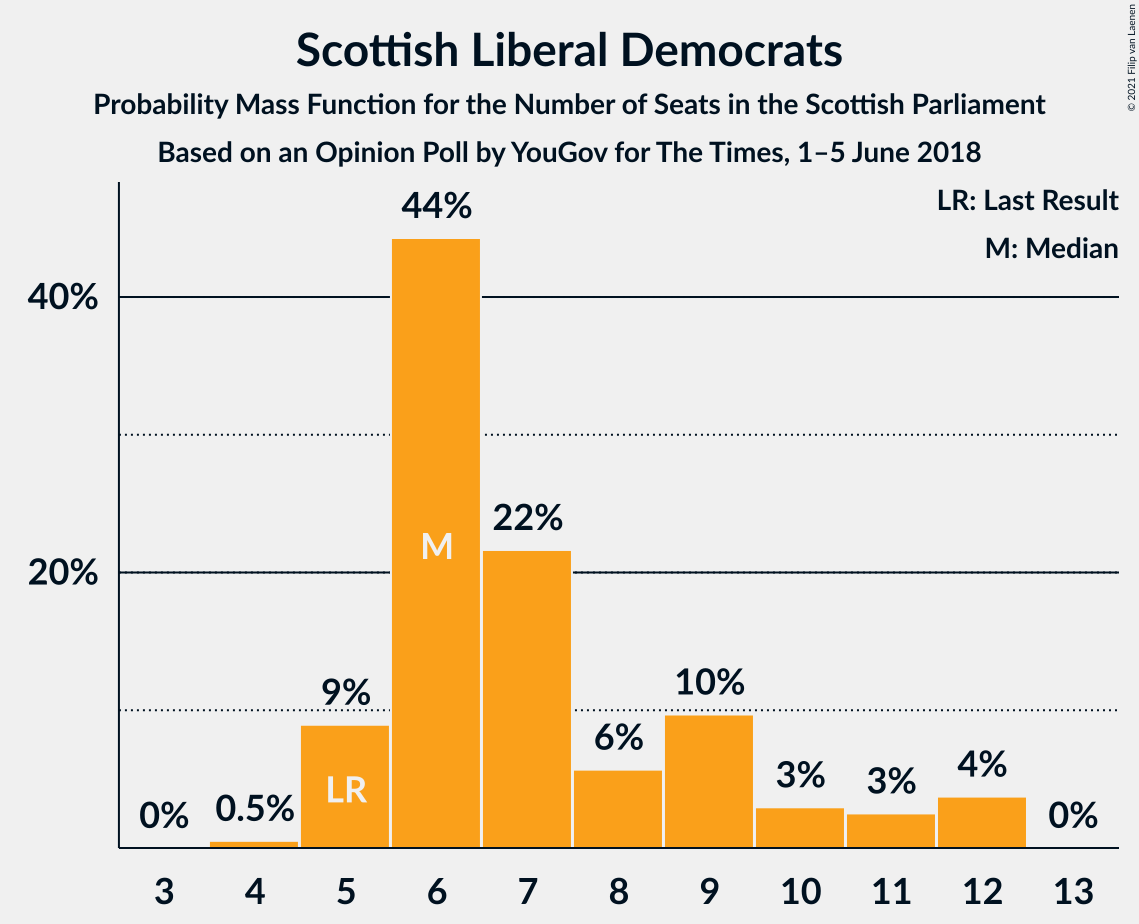 Scottish Liberal Democrats
Probability Mass Function for the Number of Seats in the Scottish Parliament
Based on an Opinion Poll by YouGov for The Times, 1–5 June 2018
© 2021 Filip van Laenen
LR: Last Result
M: Median
44%
40%
22%
M
20%
10%
9%
6%
LR
4%
3%
3%
0.5%
0%
0%
3 4 5 6 7 8 9 10 11 12 13